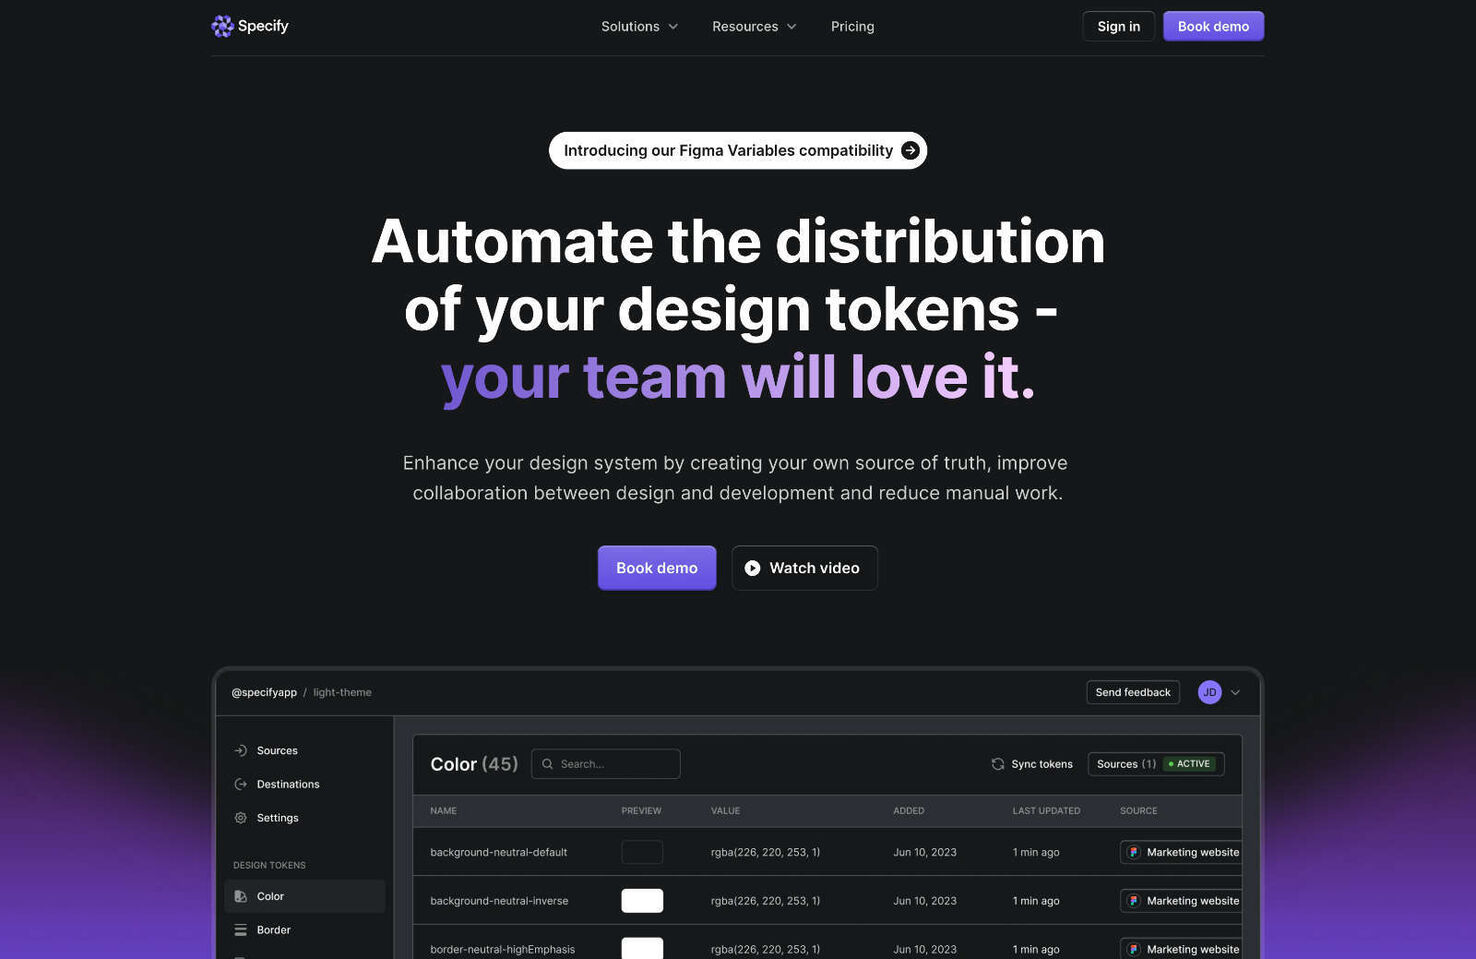 Specify
Solutions
Resources
Pricing
Sign in
Book demo
Introducing our Figma Variables compatibility
Automate the distribution
of your design tokens -
your team will love it.
Enhance your design system by creating your own source of truth, improve
collaboration between design and development and reduce manual work.
Book demo
Watch video
@specifyapp / light-theme
Send feedback
JD
Sources
Destinations
Settings
DESIGN TOKENS
Color
Border
Color (45)
Search...
Sync tokens
Sources (1) ACTIVE
NAME PREVIEW VALUE ADDED LAST UPDATED SOURCE
background-neutral-default rgba(226, 220, 253, 1) Jun 10, 2023 1 min ago Marketing website
background-neutral-inverse rgba(226, 220, 253, 1) Jun 10, 2023 1 min ago Marketing website
border-neutral-highEmphasis rgba(226, 220, 253, 1) Jun 10, 2023 1 min ago Marketing website